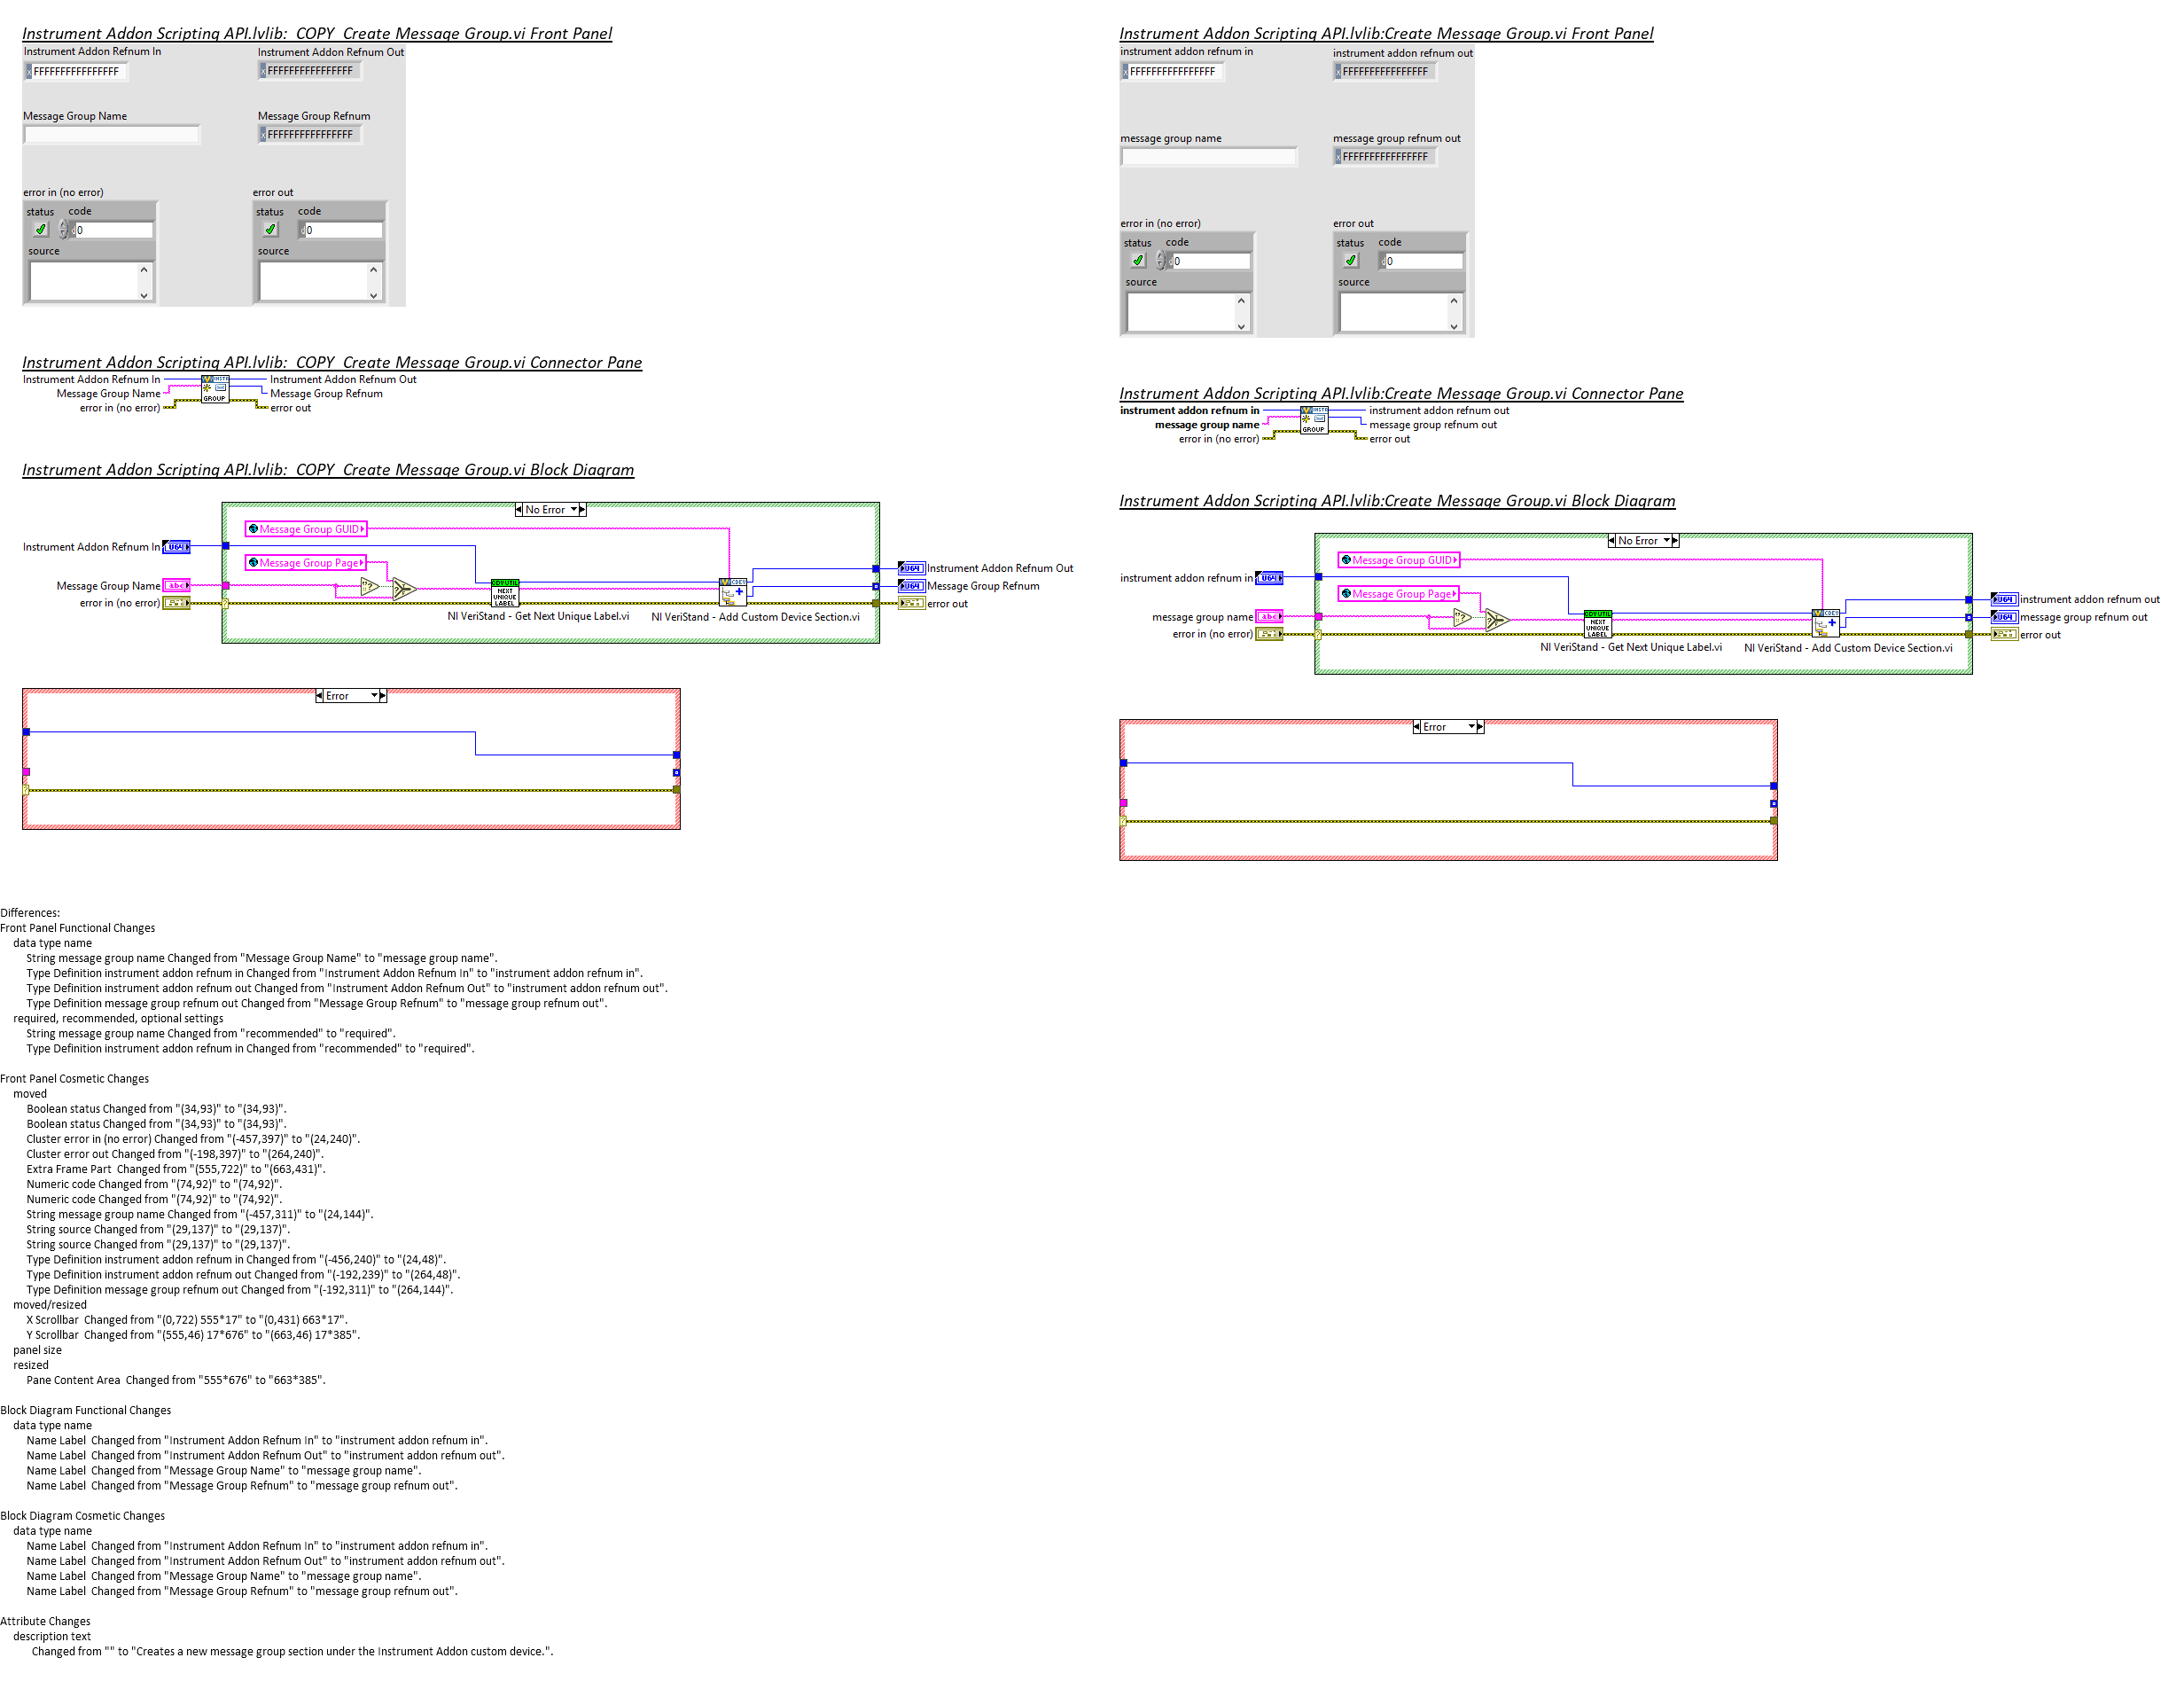 Instrument Addon Scripting API.lvlib:  COPY  Create Message Group.vi Front Panel
Instrument Addon Refnum In
Instrument Addon Refnum Out
x FFFFFFFFFFFFFFFF
x FFFFFFFFFFFFFFFF
Message Group Name
Message Group Refnum
x FFFFFFFFFFFFFFFF
error in (no error)
error out
status code
status code
d 0
d 0
source
source
Instrument Addon Scripting API.lvlib:  COPY  Create Message Group.vi Connector Pane
Instrument Addon Refnum In
Instrument Addon Refnum Out
Message Group Name
Message Group Refnum
error in (no error)
error out
INSTA
GROUP
Instrument Addon Scripting API.lvlib:  COPY  Create Message Group.vi Block Diagram
No Error
Message Group GUID
Instrument Addon Refnum In
U64
Message Group Page
Message Group Name
abc
error in (no error)
NEXT
UNIQUE
LABEL
NI VeriStand - Get Next Unique Label.vi
NI VeriStand - Add Custom Device Section.vi
U64
Instrument Addon Refnum Out
U64
Message Group Refnum
error out
Error
Instrument Addon Scripting API.lvlib:Create Message Group.vi Front Panel
instrument addon refnum in
instrument addon refnum out
x FFFFFFFFFFFFFFFF
x FFFFFFFFFFFFFFFF
message group name
message group refnum out
x FFFFFFFFFFFFFFFF
error in (no error)
error out
status code
status code
d 0
d 0
source
source
Instrument Addon Scripting API.lvlib:Create Message Group.vi Connector Pane
instrument addon refnum in
instrument addon refnum out
message group name
message group refnum out
error in (no error)
error out
INSTA
GROUP
Instrument Addon Scripting API.lvlib:Create Message Group.vi Block Diagram
No Error
Message Group GUID
instrument addon refnum in
U64
Message Group Page
message group name
abc
error in (no error)
NEXT
UNIQUE
LABEL
NI VeriStand - Get Next Unique Label.vi
NI VeriStand - Add Custom Device Section.vi
U64
instrument addon refnum out
U64
message group refnum out
error out
Error
Differences:
Front Panel Functional Changes
data type name
String message group name Changed from "Message Group Name" to "message group name".
Type Definition instrument addon refnum in Changed from "Instrument Addon Refnum In" to "instrument addon refnum in".
Type Definition instrument addon refnum out Changed from "Instrument Addon Refnum Out" to "instrument addon refnum out".
Type Definition message group refnum out Changed from "Message Group Refnum" to "message group refnum out".
required, recommended, optional settings
String message group name Changed from "recommended" to "required".
Type Definition instrument addon refnum in Changed from "recommended" to "required".
Front Panel Cosmetic Changes
moved
Boolean status Changed from "(34,93)" to "(34,93)".
Boolean status Changed from "(34,93)" to "(34,93)".
Cluster error in (no error) Changed from "(-457,397)" to "(24,240)".
Cluster error out Changed from "(-198,397)" to "(264,240)".
Extra Frame Part  Changed from "(555,722)" to "(663,431)".
Numeric code Changed from "(74,92)" to "(74,92)".
Numeric code Changed from "(74,92)" to "(74,92)".
String message group name Changed from "(-457,311)" to "(24,144)".
String source Changed from "(29,137)" to "(29,137)".
String source Changed from "(29,137)" to "(29,137)".
Type Definition instrument addon refnum in Changed from "(-456,240)" to "(24,48)".
Type Definition instrument addon refnum out Changed from "(-192,239)" to "(264,48)".
Type Definition message group refnum out Changed from "(-192,311)" to "(264,144)".
moved/resized
X Scrollbar  Changed from "(0,722) 555*17" to "(0,431) 663*17".
Y Scrollbar  Changed from "(555,46) 17*676" to "(663,46) 17*385".
panel size
resized
Pane Content Area  Changed from "555*676" to "663*385".
Block Diagram Functional Changes
data type name
Name Label  Changed from "Instrument Addon Refnum In" to "instrument addon refnum in".
Name Label  Changed from "Instrument Addon Refnum Out" to "instrument addon refnum out".
Name Label  Changed from "Message Group Name" to "message group name".
Name Label  Changed from "Message Group Refnum" to "message group refnum out".
Block Diagram Cosmetic Changes
data type name
Name Label  Changed from "Instrument Addon Refnum In" to "instrument addon refnum in".
Name Label  Changed from "Instrument Addon Refnum Out" to "instrument addon refnum out".
Name Label  Changed from "Message Group Name" to "message group name".
Name Label  Changed from "Message Group Refnum" to "message group refnum out".
Attribute Changes
description text
Changed from "" to "Creates a new message group section under the Instrument Addon custom device.".